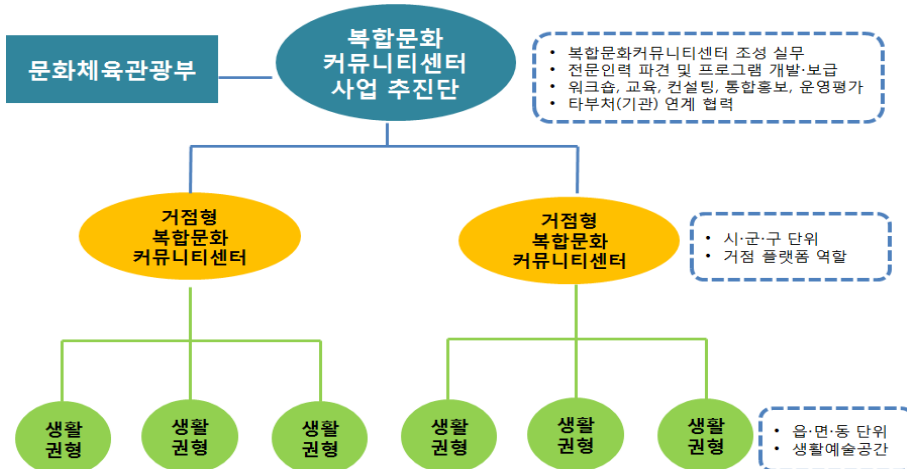 복합문화
커뮤니티센터
사업 추진단
문화체육관광부
• 복합문화커뮤니티센터 조성 실무
• 전문인력 파견 및 프로그램 개발·보급
• 워크숍, 교육, 컨설팅, 통합홍보, 운영평가
• 타부처(기관) 연계 협력
거점형
복합문화
커뮤니티센터
거점형
복합문화
커뮤니티센터
• 시·군·구 단위
• 거점 플랫폼 역할
생활
권형
생활
권형
생활
권형
생활
권형
생활
권형
생활
권형
• 읍·면·동 단위
• 생활예술공간